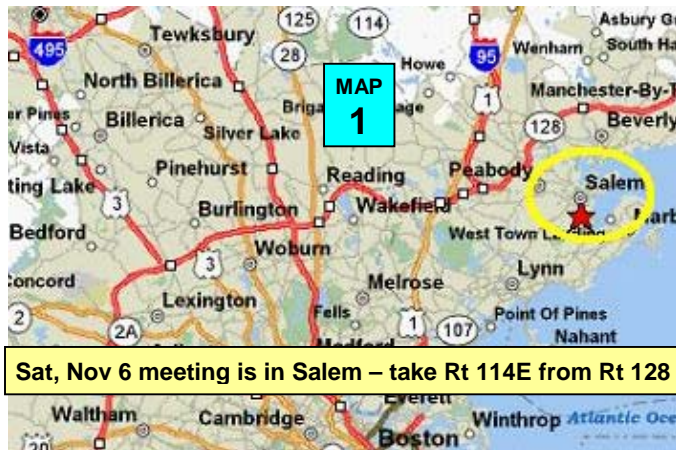 125
114
Asbury
Tewksbury
495
28
95
Wenham
South
Howe
MAP
1
North Billerica
1
Manchester-By-
Billerica
128
Beverly
Silver Lake
Vista
Pinehurst
Reading
Peabody
Salem
Lake
3
Burlington
Wakefield
Bedford
West Town
Woburn
3
Lynn
Melrose
Lexington
2
Fells
1
Point Of Pines
2A
107
Nahant
Sat, Nov 6 meeting is in Salem – take Rt 114E from Rt 128
Everett
Waltham
Cambridge
Winthrop
Atlantic
20
Boston